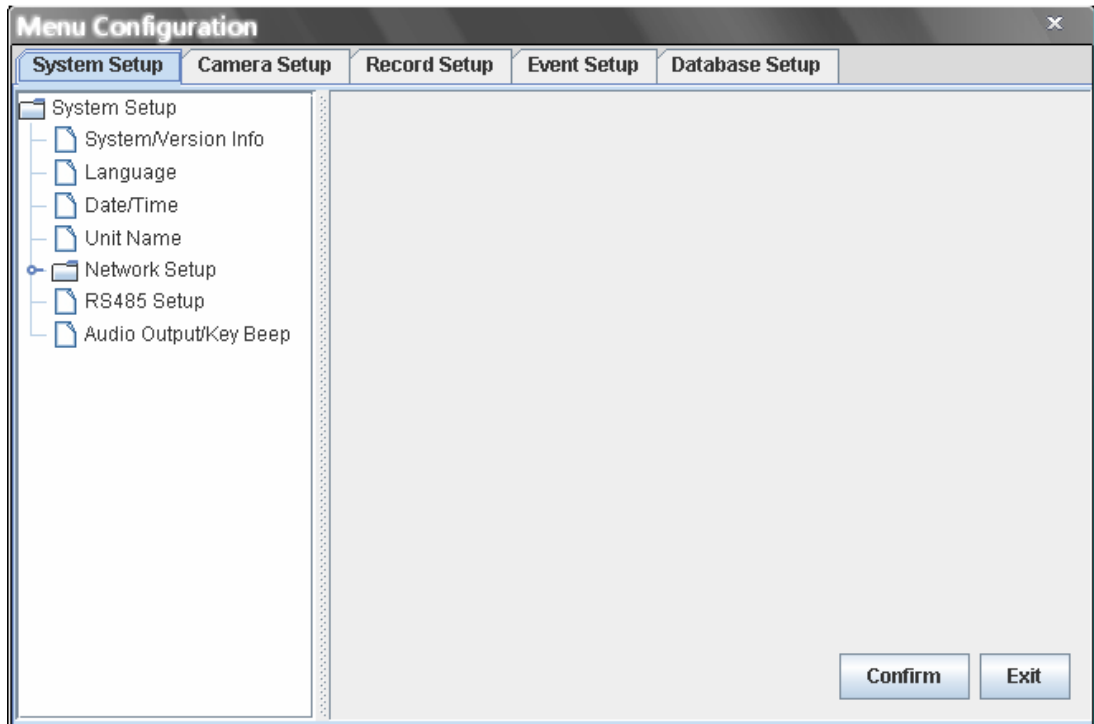 Menu Configuration
System Setup Camera Setup Record Setup Event Setup Database Setup
System Setup
System/Version Info
Language
Date/Time
Unit Name
Network Setup
RS485 Setup
Audio Output/Key Beep
Confirm Exit